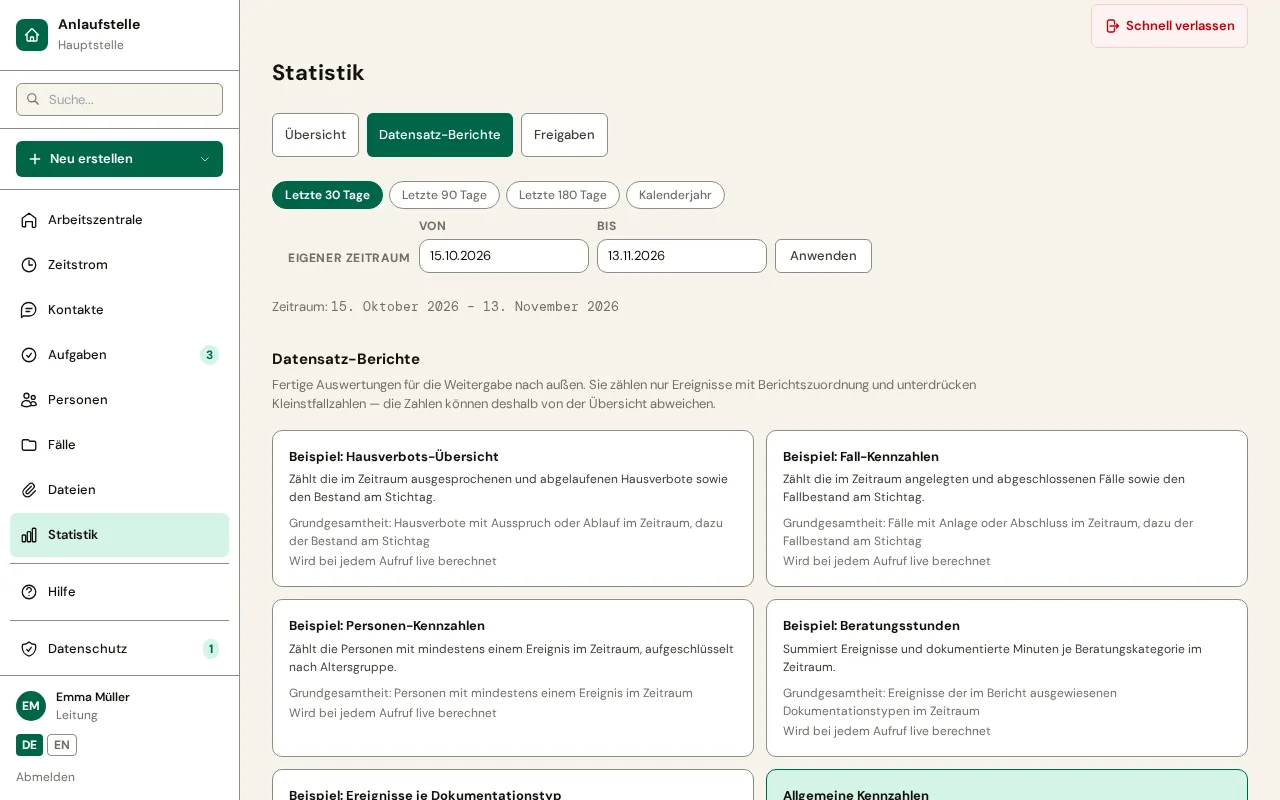 Anlaufstelle
Hauptstelle
Suche...
Neu erstellen
Arbeitszentrale
Zeitstrom
Kontakte
Aufgaben 3
Personen
Fälle
Dateien
Statistik
Hilfe
Datenschutz 1
EM
Emma Müller
Leitung
DE EN
Abmelden
Schnell verlassen
Statistik
Übersicht Datensatz-Berichte Freigaben
Letzte 30 Tage Letzte 90 Tage Letzte 180 Tage Kalenderjahr
VON BIS
EIGENER ZEITRAUM 15.10.2026 13.11.2026 Anwenden
Zeitraum: 15. Oktober 2026 – 13. November 2026
Datensatz-Berichte
Fertige Auswertungen für die Weitergabe nach außen. Sie zählen nur Ereignisse mit Berichtszuordnung und unterdrücken
Kleinstfallzahlen — die Zahlen können deshalb von der Übersicht abweichen.
Beispiel: Hausverbots-Übersicht
Zählt die im Zeitraum ausgesprochenen und abgelaufenen Hausverbote sowie
den Bestand am Stichtag.
Grundgesamtheit: Hausverbote mit Ausspruch oder Ablauf im Zeitraum, dazu
der Bestand am Stichtag
Wird bei jedem Aufruf live berechnet
Beispiel: Fall-Kennzahlen
Zählt die im Zeitraum angelegten und abgeschlossenen Fälle sowie den
Fallbestand am Stichtag.
Grundgesamtheit: Fälle mit Anlage oder Abschluss im Zeitraum, dazu der
Fallbestand am Stichtag
Wird bei jedem Aufruf live berechnet
Beispiel: Personen-Kennzahlen
Zählt die Personen mit mindestens einem Ereignis im Zeitraum, aufgeschlüsselt
nach Altersgruppe.
Grundgesamtheit: Personen mit mindestens einem Ereignis im Zeitraum
Wird bei jedem Aufruf live berechnet
Beispiel: Beratungsstunden
Summiert Ereignisse und dokumentierte Minuten je Beratungskategorie im
Zeitraum.
Grundgesamtheit: Ereignisse der im Bericht ausgewiesenen
Dokumentationstypen im Zeitraum
Wird bei jedem Aufruf live berechnet
Beispiel: Ereignisse je Dokumentationstyp
Allgemeine Kennzahlen